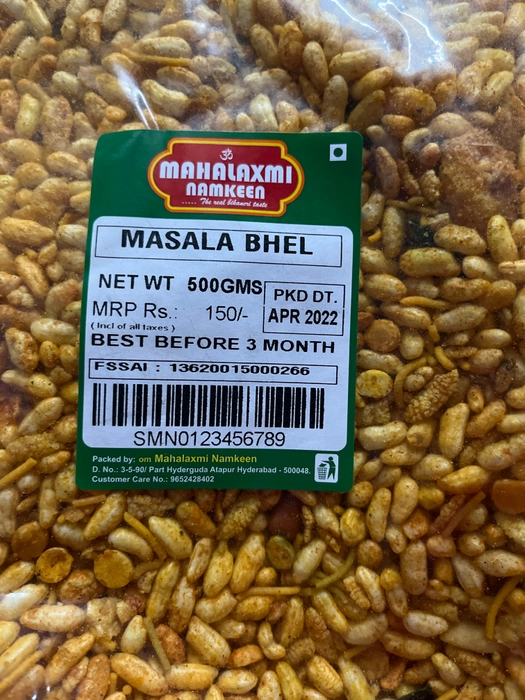 ॐ
MAHALAXMI
NAMKEEN
..... The real bikaneri taste
MASALA BHEL
NET WT 500GMS
MRP Rs.: 150/-
( Incl of all taxes )
PKD DT.
APR 2022
BEST BEFORE 3 MONTH
FSSAI : 13620015000266
SMN0123456789
Packed by: om Mahalaxmi Namkeen
D. No.: 3-5-90/ Part Hyderguda Atapur Hyderabad - 500048.
Customer Care No.: 9652428402